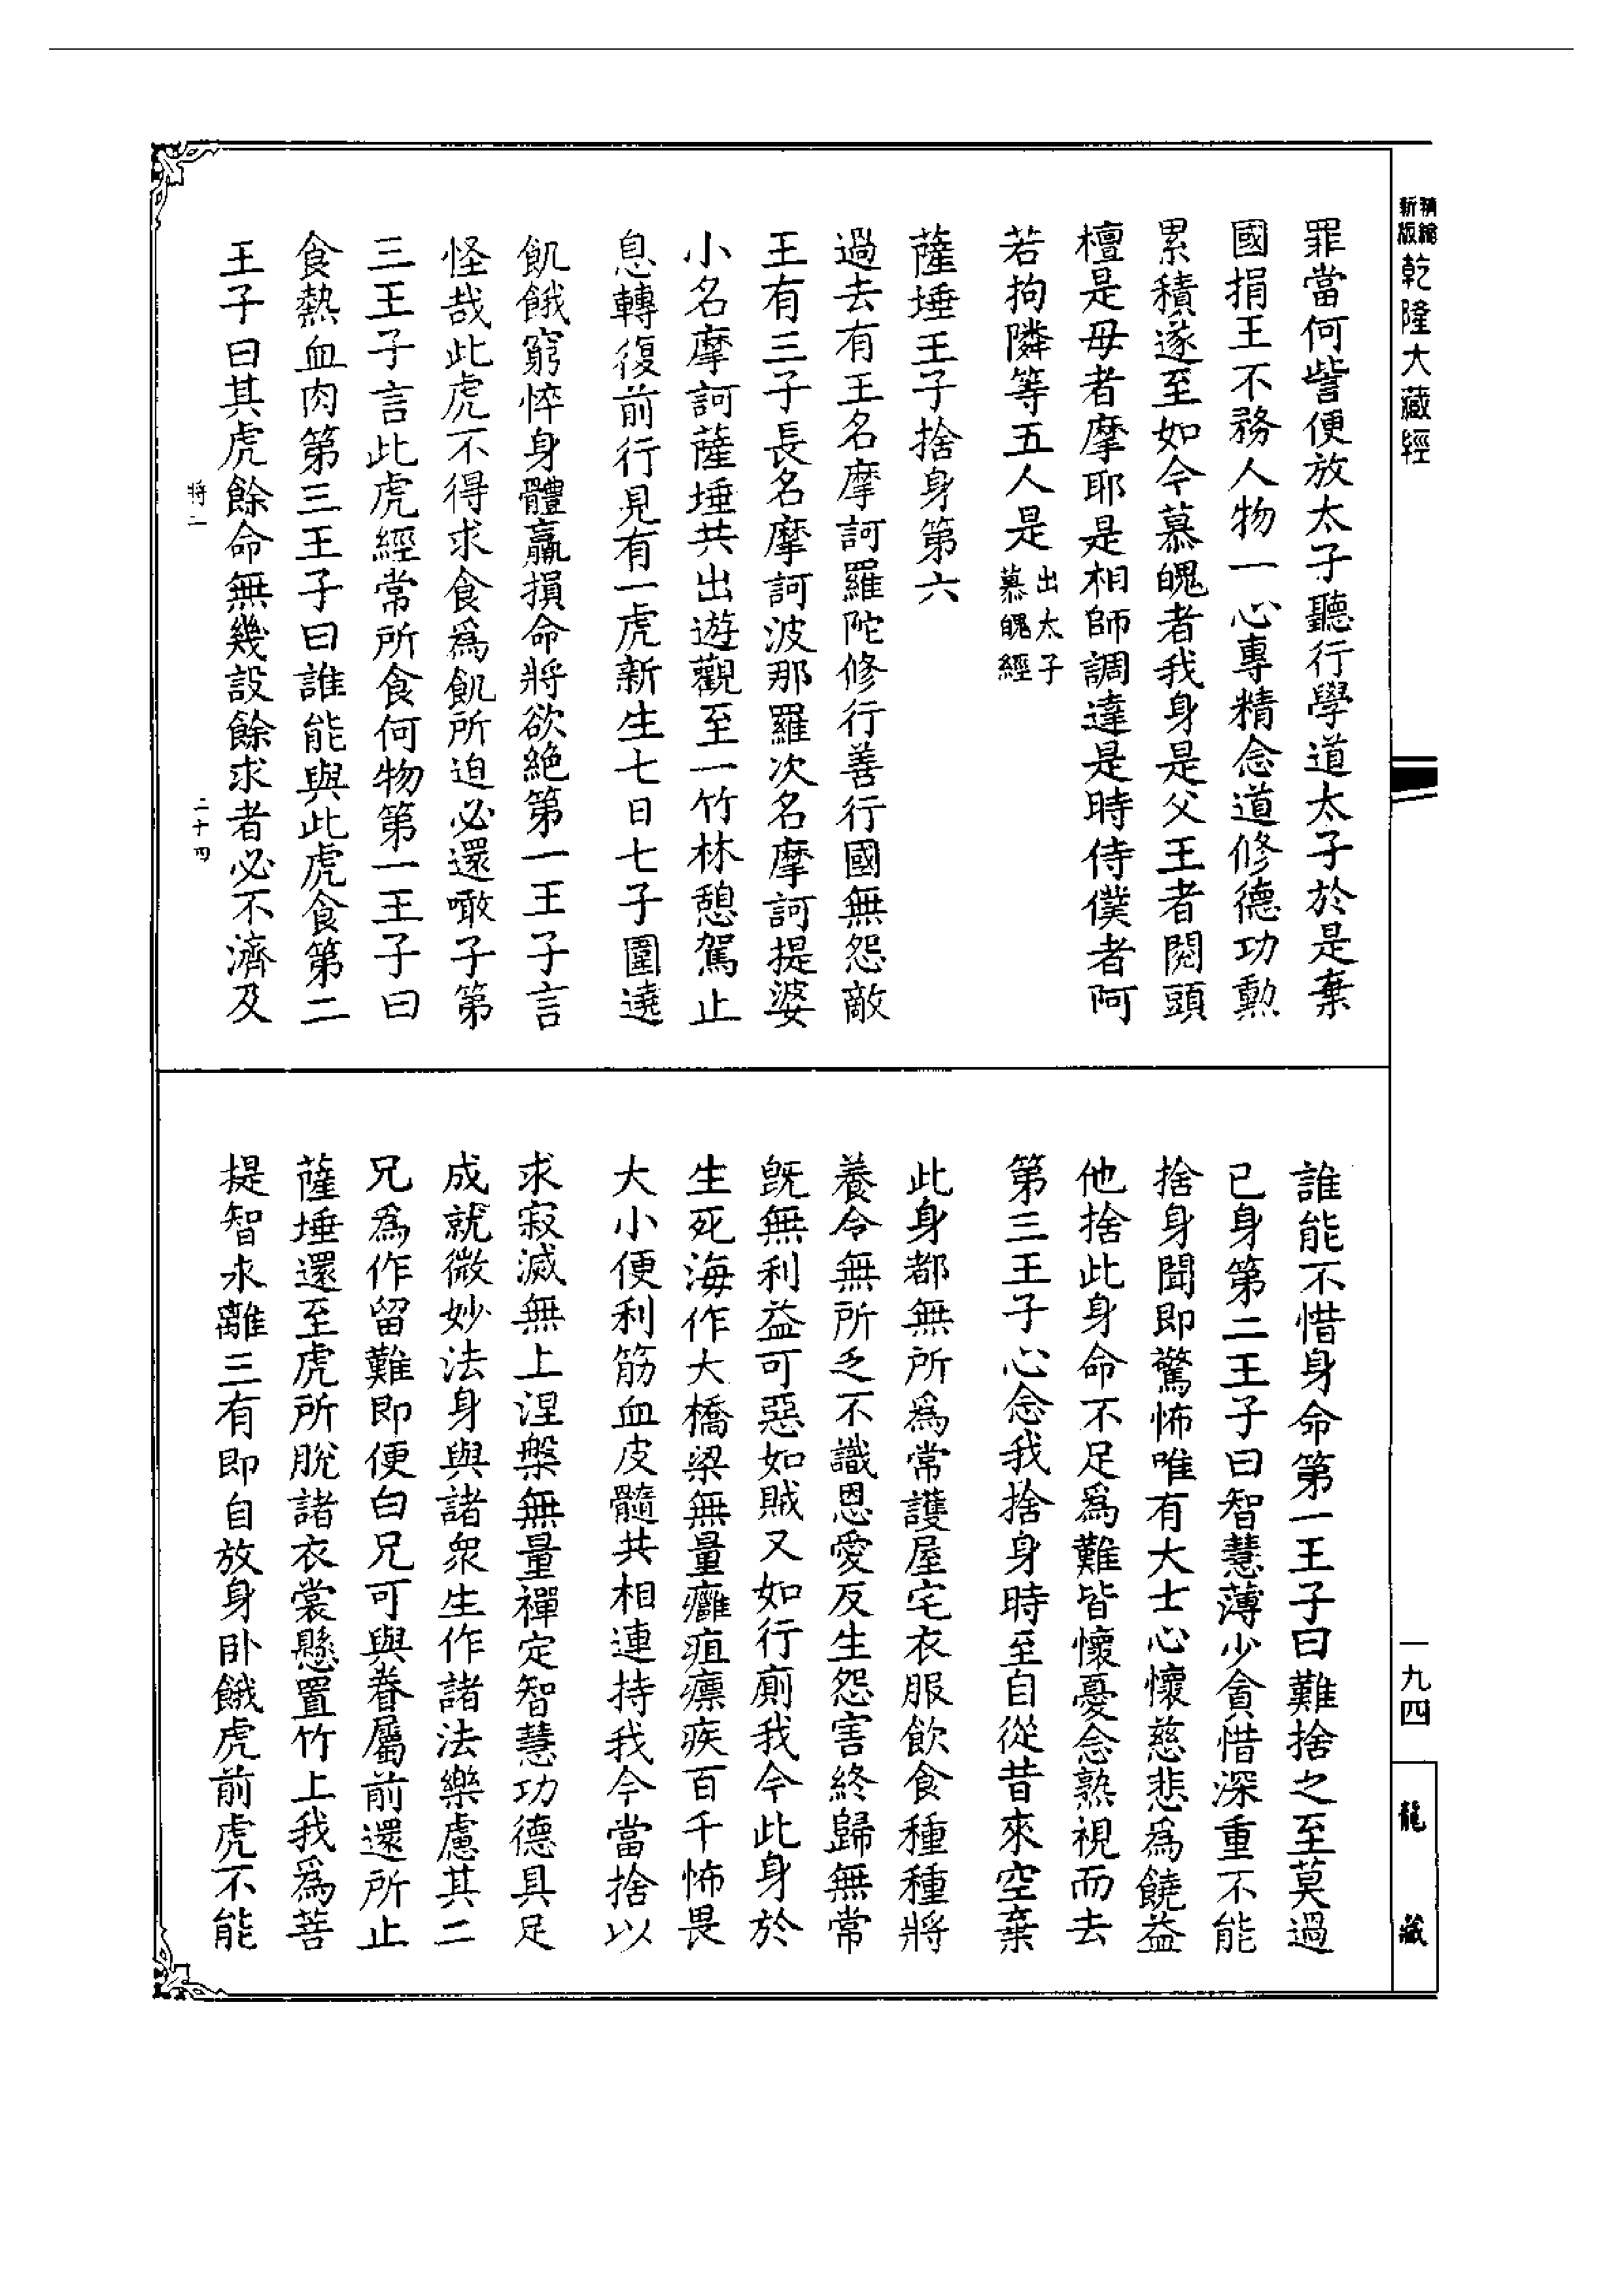 新版精縮乾隆大藏經
一九四
龍藏
罪當何訾便放太子聽行學道太子於是棄
國捐王不務人物一心專精念道修德功勲
累積遂至如今慕魄者我身是父王者閱頭
檀是母者摩耶是相師調達是時侍僕者阿
若拘隣等五人是出太子慕魄經
薩埵王子捨身第六
過去有王名摩訶羅陀修行善行國無怨敵
王有三子長名摩訶波那羅次名摩訶提婆
小名摩訶薩埵共出遊觀至一竹林憩駕止
息轉復前行見有一虎新生七日七子圍遶
飢餓窮悴身體羸損命將欲絶第一王子言
怪哉此虎不得求食爲飢所迫必還噉子第
三王子言此虎經常所食何物第一王子曰
食熱血肉第三王子曰誰能與此虎食第二
王子曰其虎餘命無幾設餘求者必不濟及
將二
二十四
誰能不惜身命第一王子曰難捨之至莫過
已身第二王子曰智慧薄少貪惜深重不能
捨身聞即驚怖唯有大士心懷慈悲爲饒益
他捨此身命不足爲難皆懷憂念熟視而去
第三王子心念我捨身時至自從昔來空棄
此身都無所爲常護屋宅衣服飲食種種將
養令無所乏不識恩愛反生怨害終歸無常
旣無利益可惡如賊又如行廁我今此身於
生死海作大橋梁無量癰疽瘭疾百千怖畏
大小便利筋血皮髓共相連持我今當捨以
求寂滅無上涅槃無量禪定智慧功德具足
成就微妙法身與諸衆生作諸法樂慮其二
兄爲作留難即便白兄可與眷屬前還所止
薩埵還至虎所脫諸衣裳懸置竹上我爲菩
提智求離三有即自放身臥餓虎前虎不能